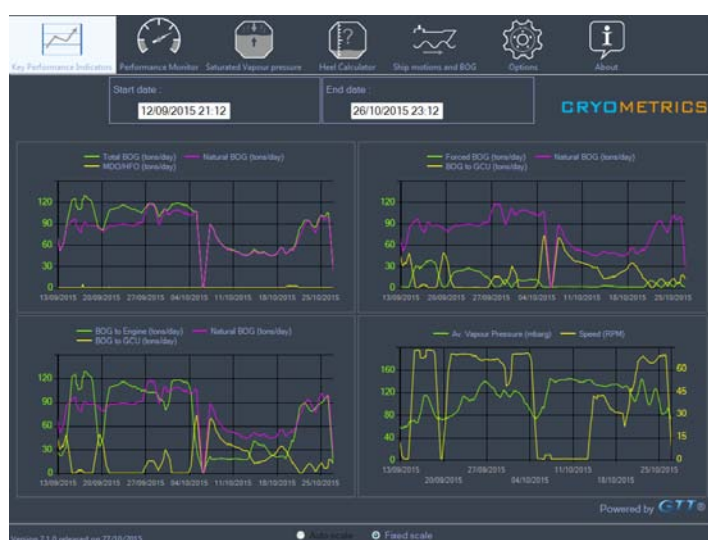 Key Performance Indicators
Performance Monitor
Saturated Vapour pressure
Heel Calculator
Ship motions and BOG
Options
About
Start date :
12/09/2015 21:12
End date :
26/10/2015 23:12
CRYOMETRICS
Total BOG (tons/day) Natural BOG (tons/day)
MDO/HFO (tons/day)
120
90
60
30
0
13/09/2015 20/09/2015 27/09/2015 04/10/2015 11/10/2015 18/10/2015 25/10/2015
Forced BOG (tons/day) Natural BOG (tons/day)
BOG to GCU (tons/day)
120
90
60
30
0
13/09/2015 20/09/2015 27/09/2015 04/10/2015 11/10/2015 18/10/2015 25/10/2015
BOG to Engine (tons/day) Natural BOG (tons/day)
BOG to GCU (tons/day)
120
90
60
30
0
13/09/2015 20/09/2015 27/09/2015 04/10/2015 11/10/2015 18/10/2015 25/10/2015
Av. Vapour Pressure (mbarg) Speed (RPM)
160
120
80
40
0
60
45
30
15
0
13/09/2015 27/09/2015 11/10/2015 25/10/2015
20/09/2015 04/10/2015 18/10/2015
Powered by GTT®
Version 2.1.0 released on 27/10/2015
Auto scale Fixed scale